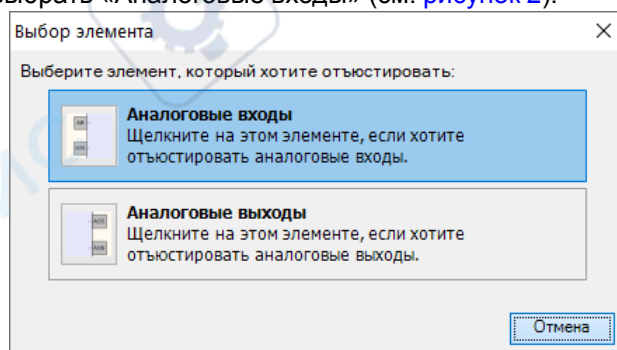 выбрать «Аналоговые входы» (см. рисунок 2).
Выбор элемента
Выберите элемент, который хотите отъюстировать:
Аналоговые входы
Щелкните на этом элементе, если хотите
отъюстировать аналоговые входы.
Аналоговые выходы
Щелкните на этом элементе, если хотите
отъюстировать аналоговые выходы.
Отмена